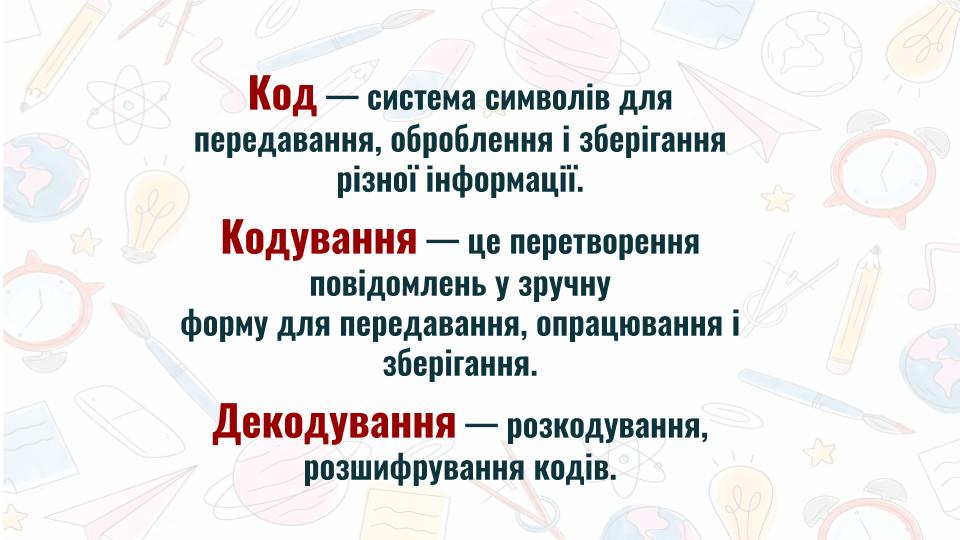 Код — система символів для
передавання, оброблення і зберігання
різної інформації.
Кодування — це перетворення
повідомлень у зручну
форму для передавання, опрацювання і
зберігання.
Декодування — розкодування,
розшифрування кодів.